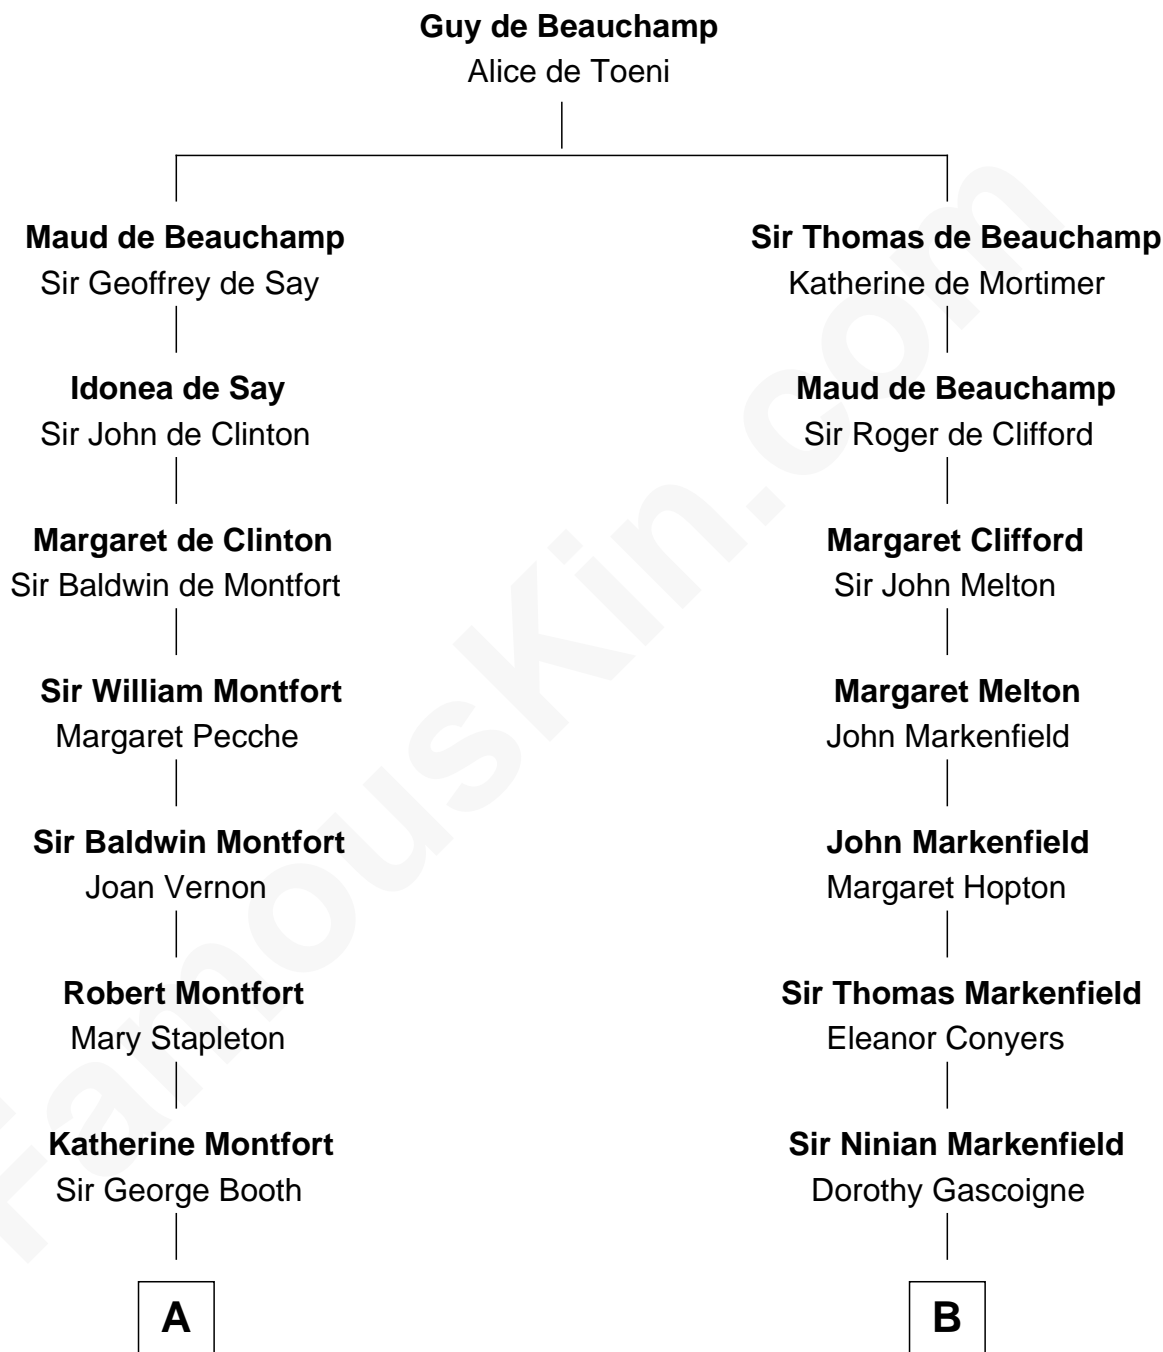 Guy de Beauchamp
Alice de Toeni
Maud de Beauchamp
Sir Geoffrey de Say
Sir Thomas de Beauchamp
Katherine de Mortimer
Idonea de Say
Sir John de Clinton
Maud de Beauchamp
Sir Roger de Clifford
Margaret de Clinton
Sir Baldwin de Montfort
Margaret Clifford
Sir John Melton
Sir William Montfort
Margaret Pecche
Margaret Melton
John Markenfield
Sir Baldwin Montfort
Joan Vernon
John Markenfield
Margaret Hopton
Robert Montfort
Mary Stapleton
Sir Thomas Markenfield
Eleanor Conyers
Katherine Montfort
Sir George Booth
Sir Ninian Markenfield
Dorothy Gascoigne
A
B
FamousKin.com